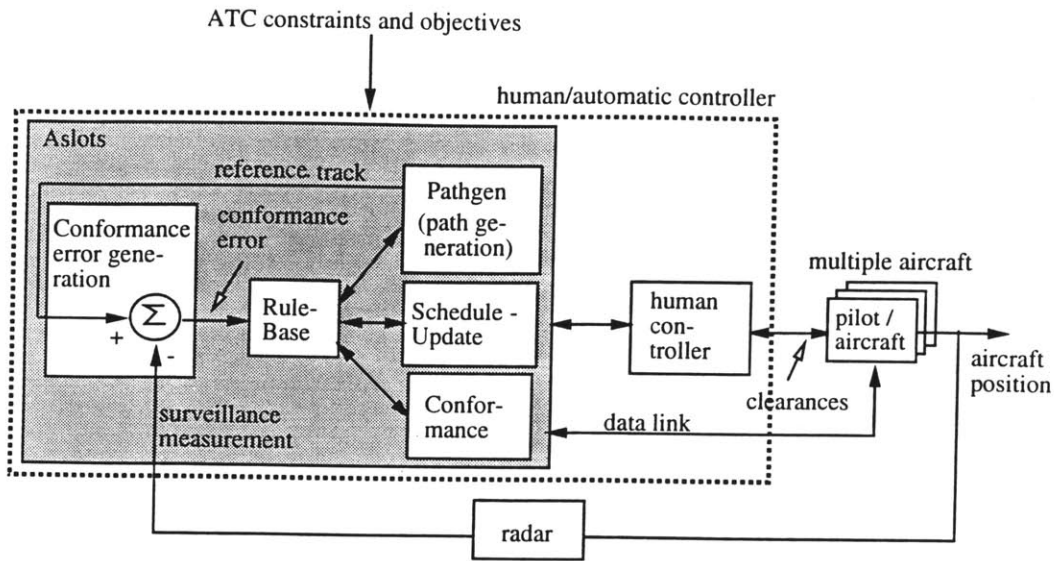 ATC constraints and objectives
human/automatic controller
Aslots
reference track
Pathgen
(path ge-
neration)
Conformance
error gene-
ration
conformance
error
Σ
+
-
Rule-
Base
Schedule -
Update
Confor-
mance
surveillance
measurement
human
con-
troller
multiple aircraft
pilot /
aircraft
aircraft
position
clearances
data link
radar